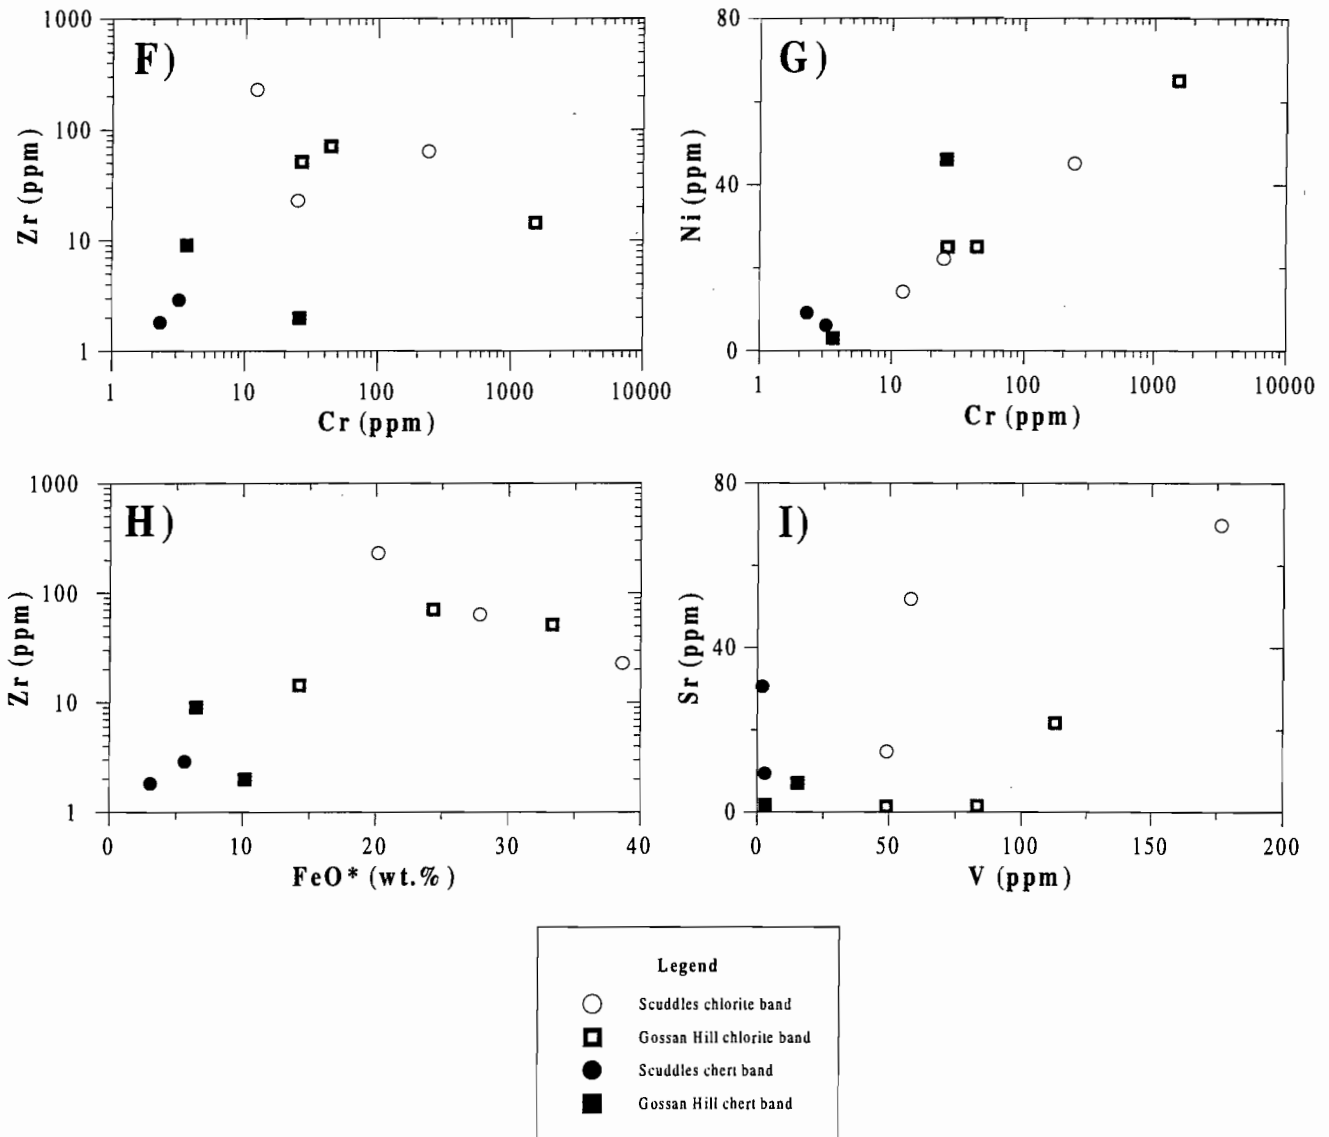 F)
1000
100
10
1
Zr (ppm)
1 10 100 1000 10000
Cr (ppm)
G)
80
40
0
Ni (ppm)
1 10 100 1000 10000
Cr (ppm)
H)
1000
100
10
1
Zr (ppm)
0 10 20 30 40
FeO* (wt.%)
I)
80
40
0
Sr (ppm)
0 50 100 150 200
V (ppm)
Legend
Scuddles chlorite band
Gossan Hill chlorite band
Scuddles chert band
Gossan Hill chert band